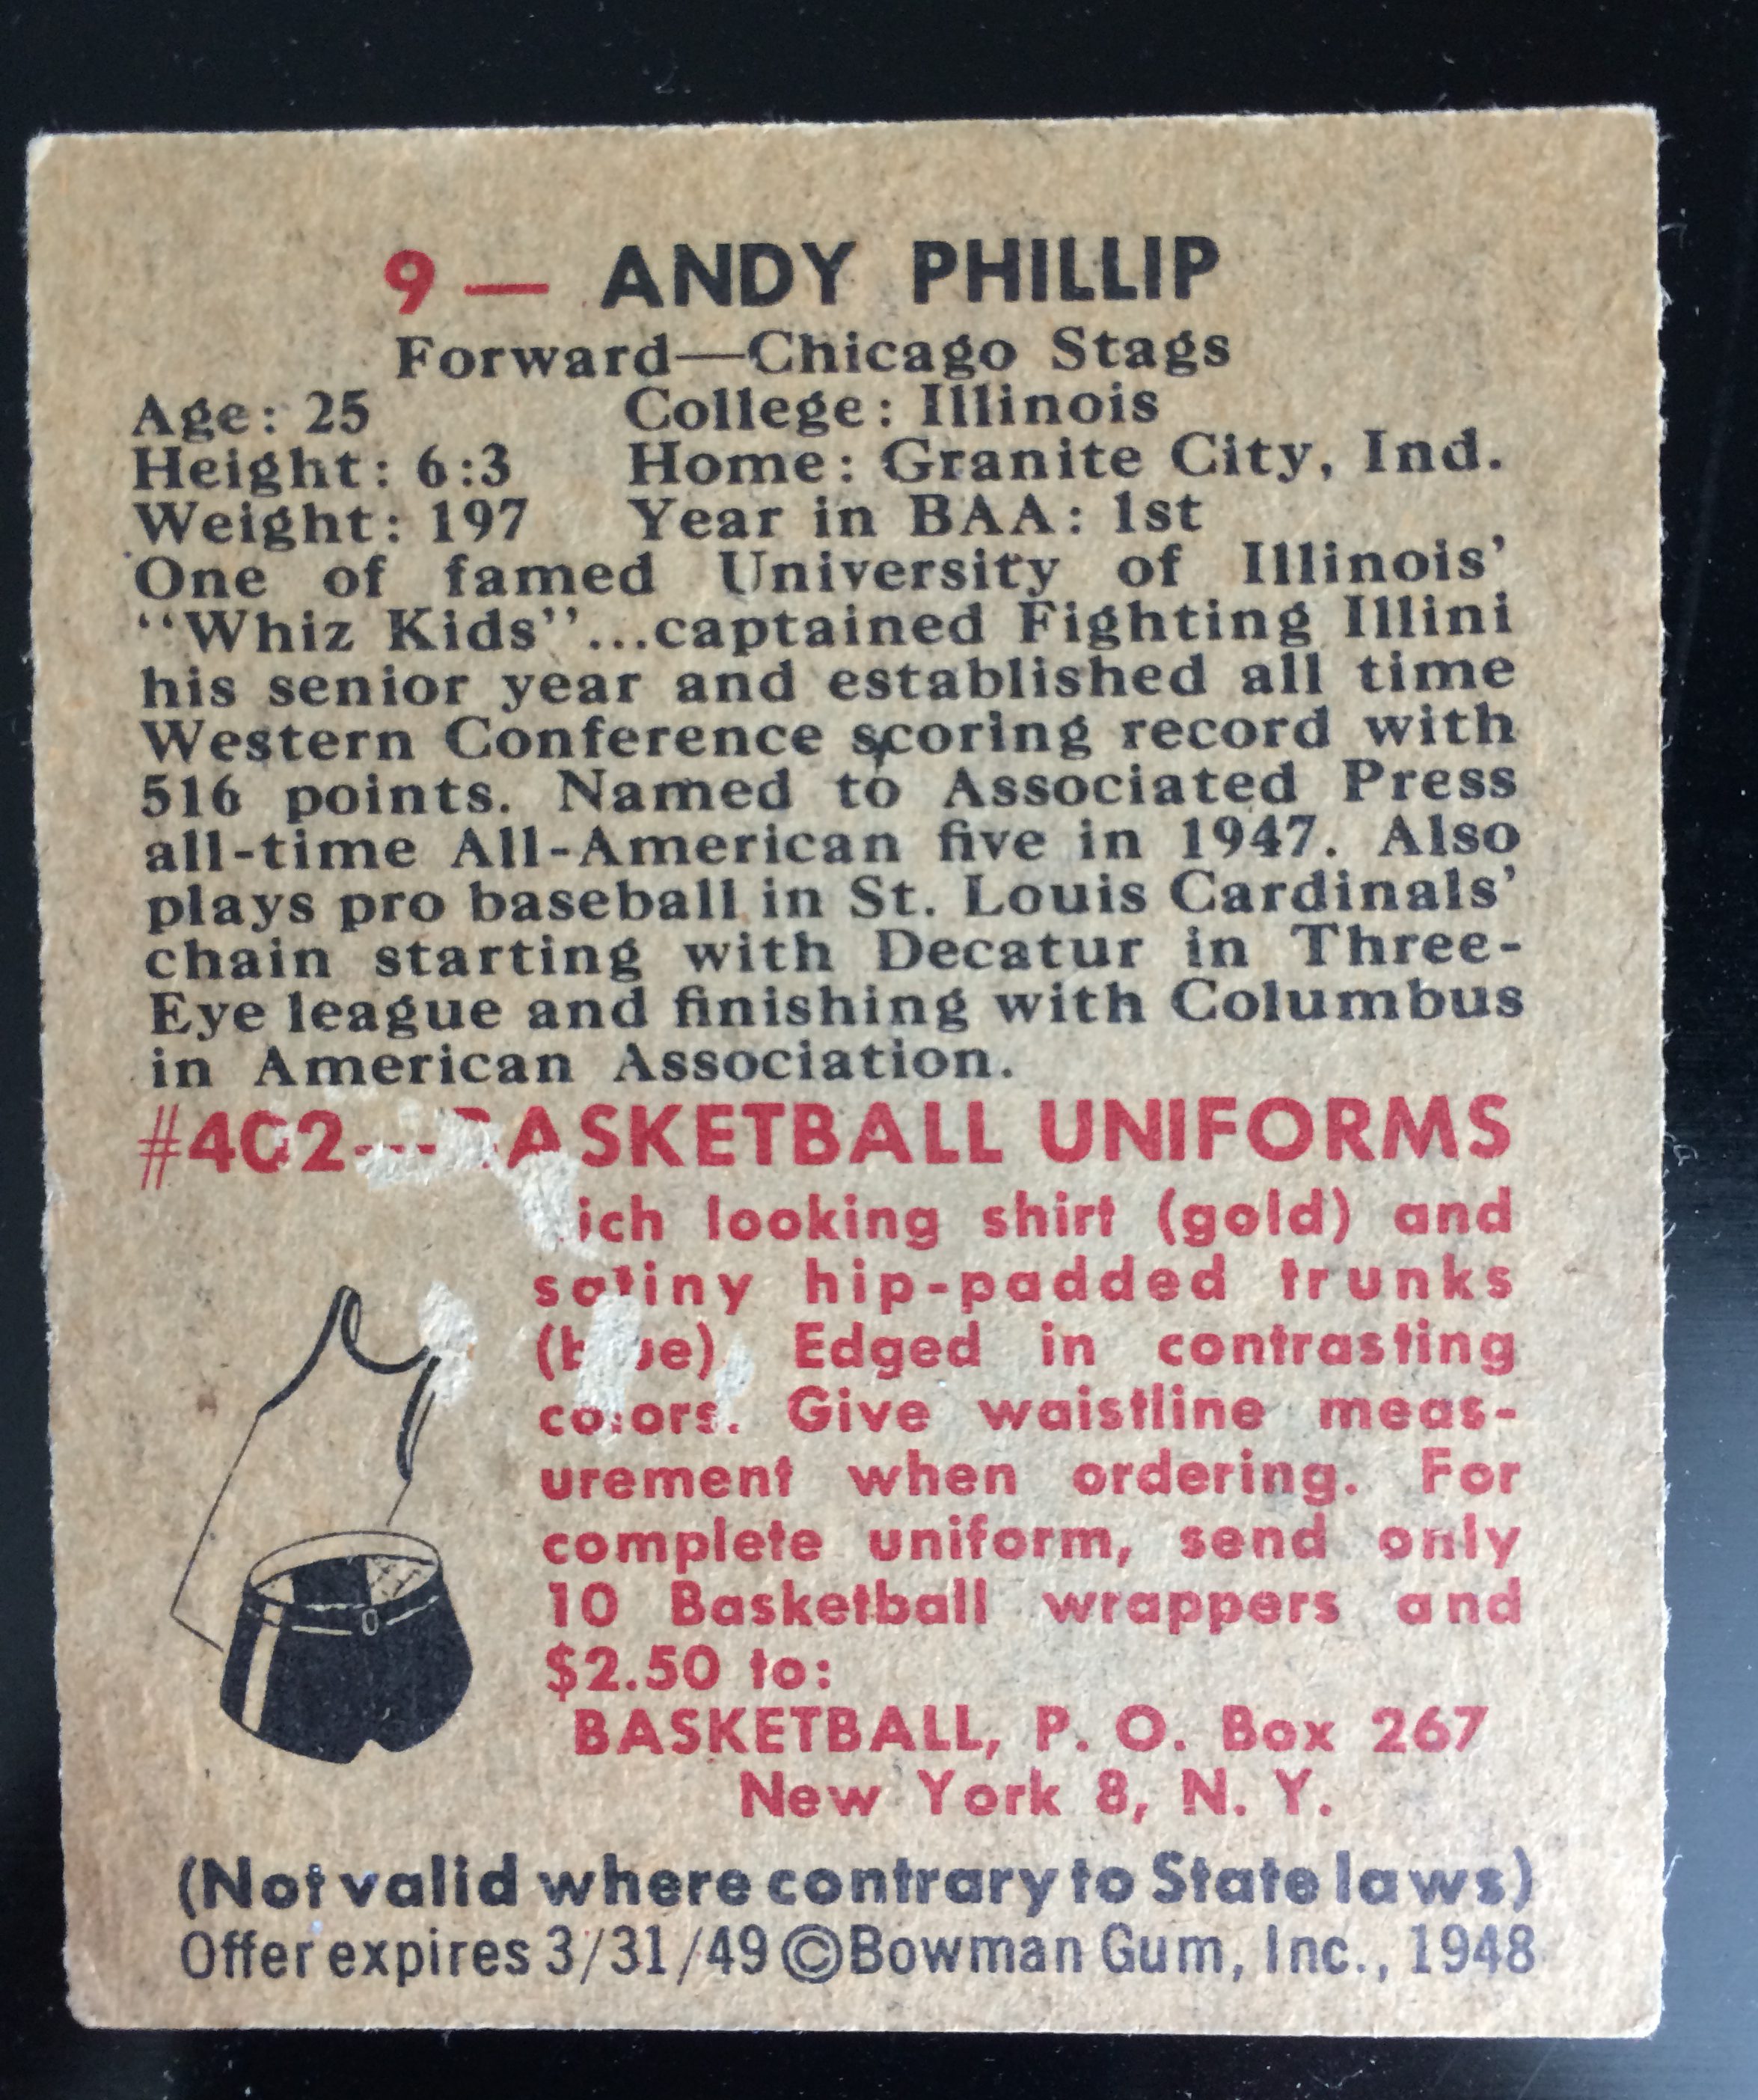 9 — ANDY PHILLIP
Forward—Chicago Stags
Age: 25 College: Illinois
Height: 6:3 Home: Granite City, Ind.
Weight: 197 Year in BAA: 1st
One of famed University of Illinois'
"Whiz Kids"...captained Fighting Illini
his senior year and established all time
Western Conference scoring record with
516 points. Named to Associated Press
all-time All-American five in 1947. Also
plays pro baseball in St. Louis Cardinals'
chain starting with Decatur in Three-
Eye league and finishing with Columbus
in American Association.
#402—BASKETBALL UNIFORMS
looking shirt (gold) and
satiny hip-padded trunks
(blue). Edged in contrasting
colors. Give waistline meas-
urement when ordering. For
complete uniform, send only
10 Basketball wrappers and
$2.50 to:
BASKETBALL, P. O. Box 267
New York 8, N. Y.
(Not valid where contrary to State laws)
Offer expires 3/31/49 ©Bowman Gum, Inc., 1948